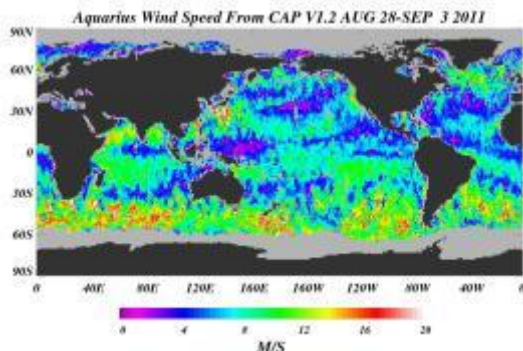 Aquarius Wind Speed From CAP V1.2 AUG 28-SEP 3 2011
90N
60N
30N
0
30S
60S
90S
0 40E 80E 120E 160E 160W 120W 80W 40W 0
0 4 8 12 16 20
M/S